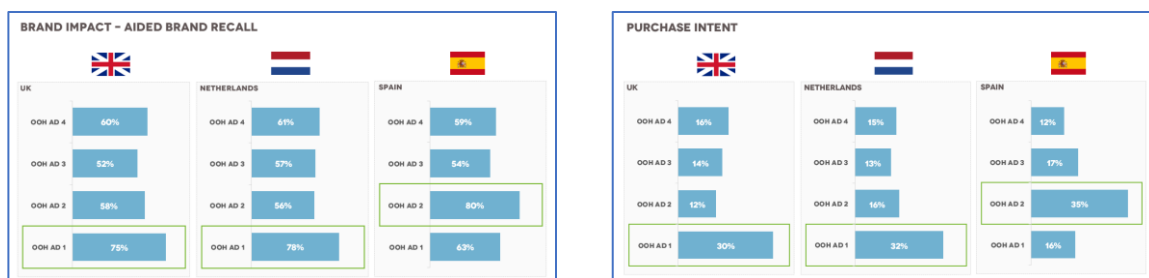 BRAND IMPACT – AIDED BRAND RECALL
UK
OOH AD 4 60%
OOH AD 3 52%
OOH AD 2 58%
OOH AD 1 75%
NETHERLANDS
OOH AD 4 61%
OOH AD 3 57%
OOH AD 2 56%
OOH AD 1 78%
SPAIN
OOH AD 4 59%
OOH AD 3 54%
OOH AD 2 80%
OOH AD 1 63%
PURCHASE INTENT
UK
OOH AD 4 16%
OOH AD 3 14%
OOH AD 2 12%
OOH AD 1 30%
NETHERLANDS
OOH AD 4 15%
OOH AD 3 13%
OOH AD 2 16%
OOH AD 1 32%
SPAIN
OOH AD 4 12%
OOH AD 3 17%
OOH AD 2 35%
OOH AD 1 16%